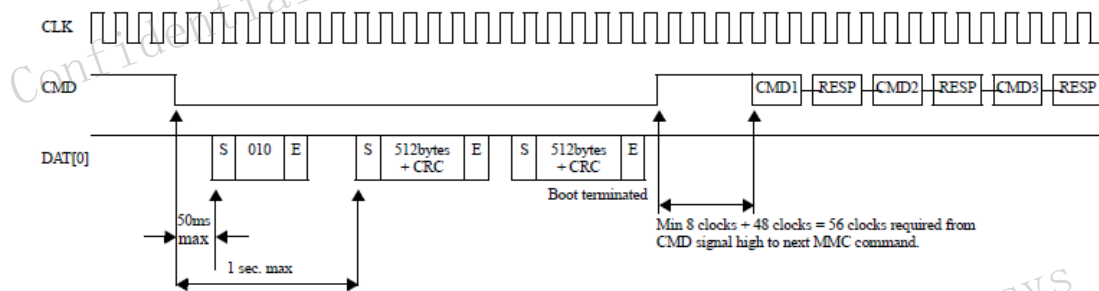 CLK
Confidential
CMD
CMD1 RESP CMD2 RESP CMD3 RESP
DAT[0]
S 010 E S 512bytes + CRC E S 512bytes + CRC E
Boot terminated
50ms
max
Min 8 clocks + 48 clocks = 56 clocks required from
CMD signal high to next MMC command.
1 sec. max